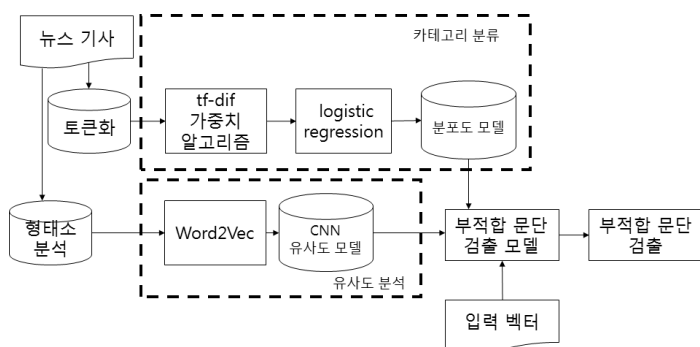 뉴스 기사
카테고리 분류
토큰화
tf-dif
가중치
알고리즘
logistic
regression
분포도 모델
형태소
분석
Word2Vec
CNN
유사도 모델
유사도 분석
부적합 문단
검출 모델
부적합 문단
검출
입력 벡터